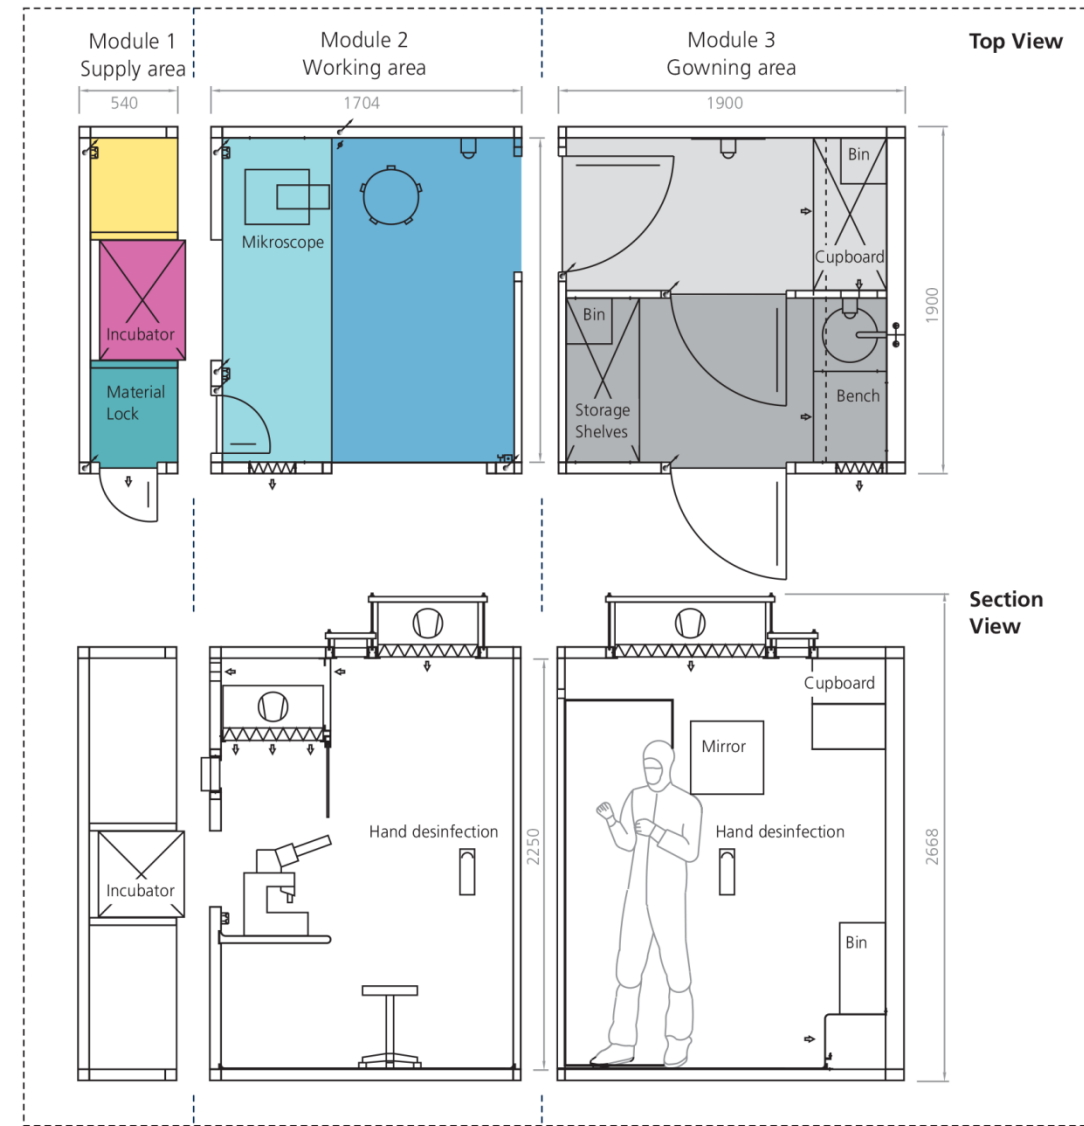 Module 1
Supply area
Module 2
Working area
Module 3
Gowning area
Top View
540
1704
1900
Bin
Mikroscope
Cupboard
1900
Incubator
Bin
Material
Lock
Bench
Storage
Shelves
Section
View
Cupboard
Mirror
Hand desinfection
Hand desinfection
2250
2668
Incubator
Bin